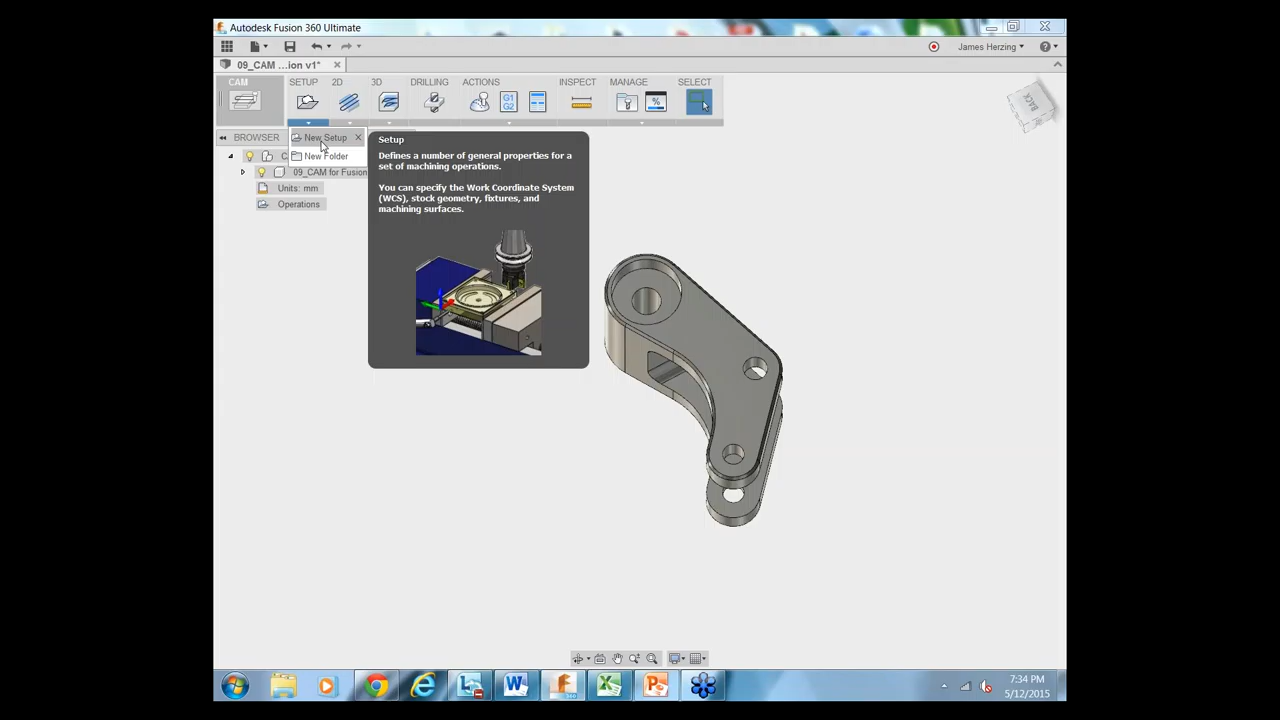 Autodesk Fusion 360 Ultimate
James Herzing
09_CAM ...ion v1*
CAM
SETUP
2D
3D
DRILLING
ACTIONS
INSPECT
MANAGE
SELECT
G1
G2
%
BACK
BROWSER
New Setup
New Folder
C
09_CAM for Fusion
Units: mm
Operations
Setup
Defines a number of general properties for a
set of machining operations.
You can specify the Work Coordinate System
(WCS), stock geometry, fixtures, and
machining surfaces.
360
7:34 PM
5/12/2015